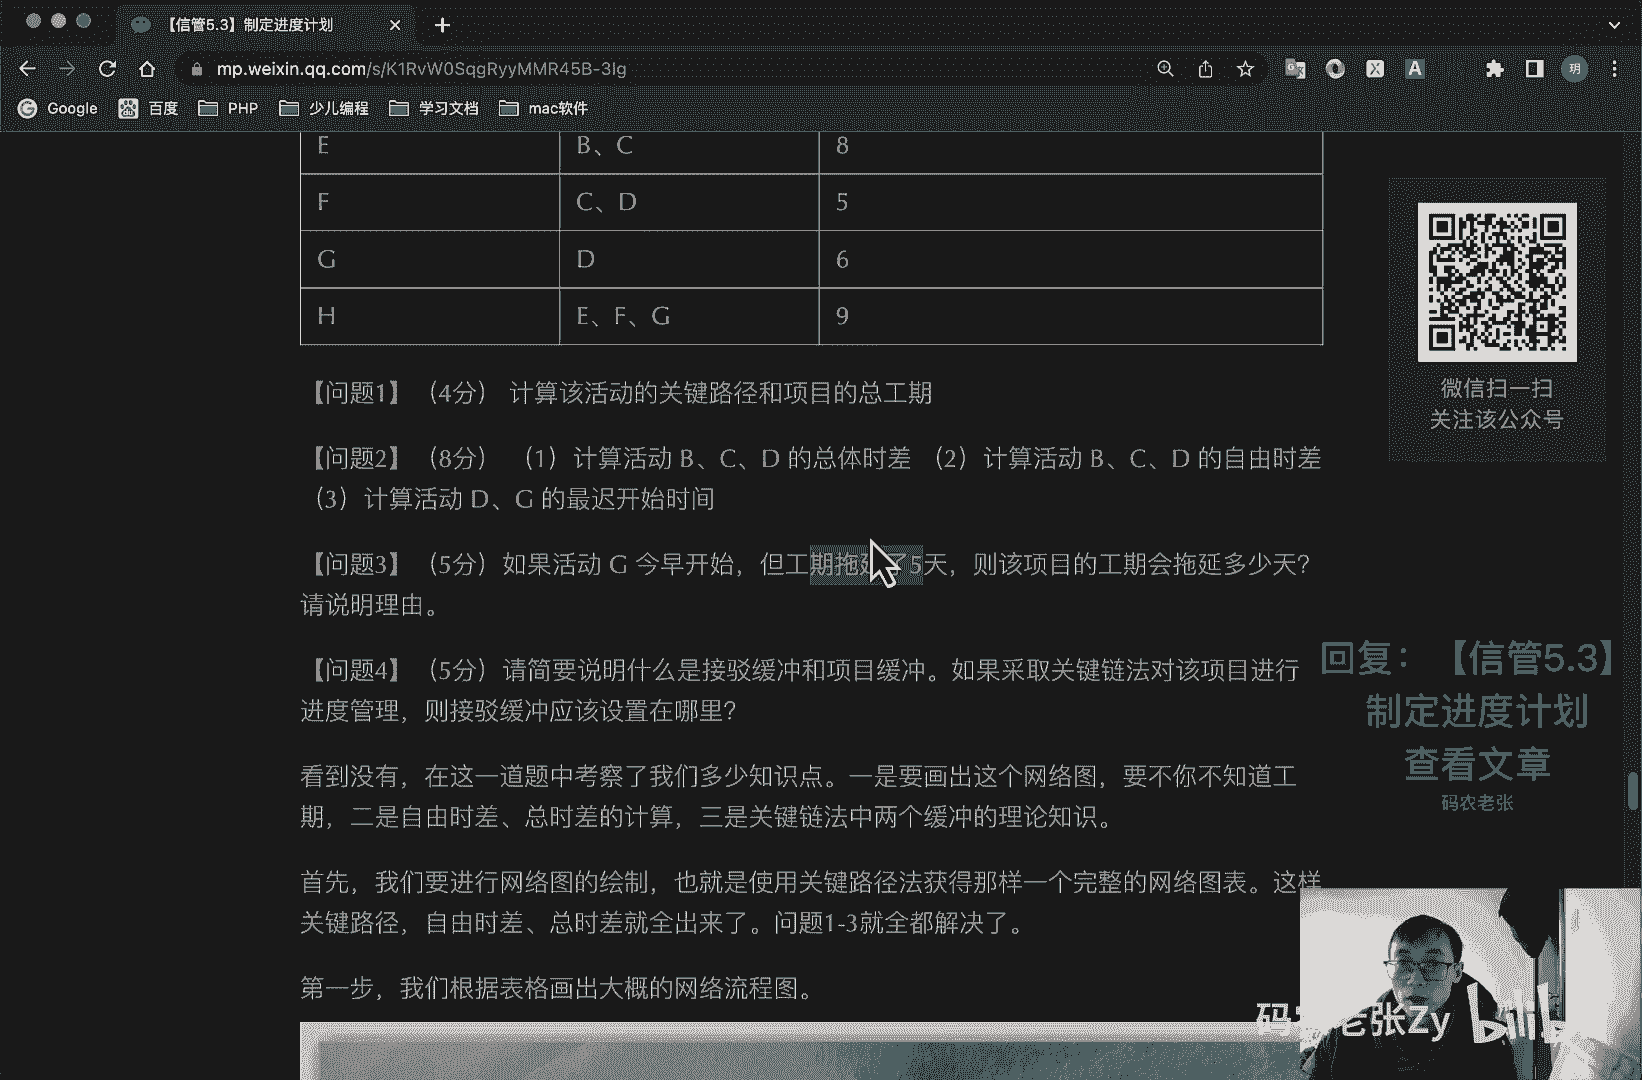 【信管5.3】制定进度计划
mp.weixin.qq.com/s/K1RvW0SqgRyyMMR45B-3Ig
Google 百度 PHP 少儿编程 学习文档 mac软件
E B、C 8
F C、D 5
G D 6
H E、F、G 9
【问题1】（4分） 计算该活动的关键路径和项目的总工期
【问题2】（8分）（1）计算活动 B、C、D 的总体时差 （2）计算活动 B、C、D 的自由时差
（3）计算活动 D、G 的最迟开始时间
【问题3】（5分）如果活动 G 今早开始，但工期拖延了5天，则该项目的工期会拖延多少天？
请说明理由。
【问题4】（5分）请简要说明什么是接驳缓冲和项目缓冲。如果采取关键链法对该项目进行
进度管理，则接驳缓冲应该设置在哪里？
看到没有，在这一道题中考察了我们多少知识点。一是要画出这个网络图，要不你不知道工
期，二是自由时差、总时差的计算，三是关键链法中两个缓冲的理论知识。
首先，我们要进行网络图的绘制，也就是使用关键路径法获得那样一个完整的网络图表。这样
关键路径，自由时差、总时差就全出来了。问题1-3就全都解决了。
第一步，我们根据表格画出大概的网络流程图。
微信扫一扫
关注该公众号
回复：【信管5.3】
制定进度计划
查看文章
码农老张
码农老张Zy bilib